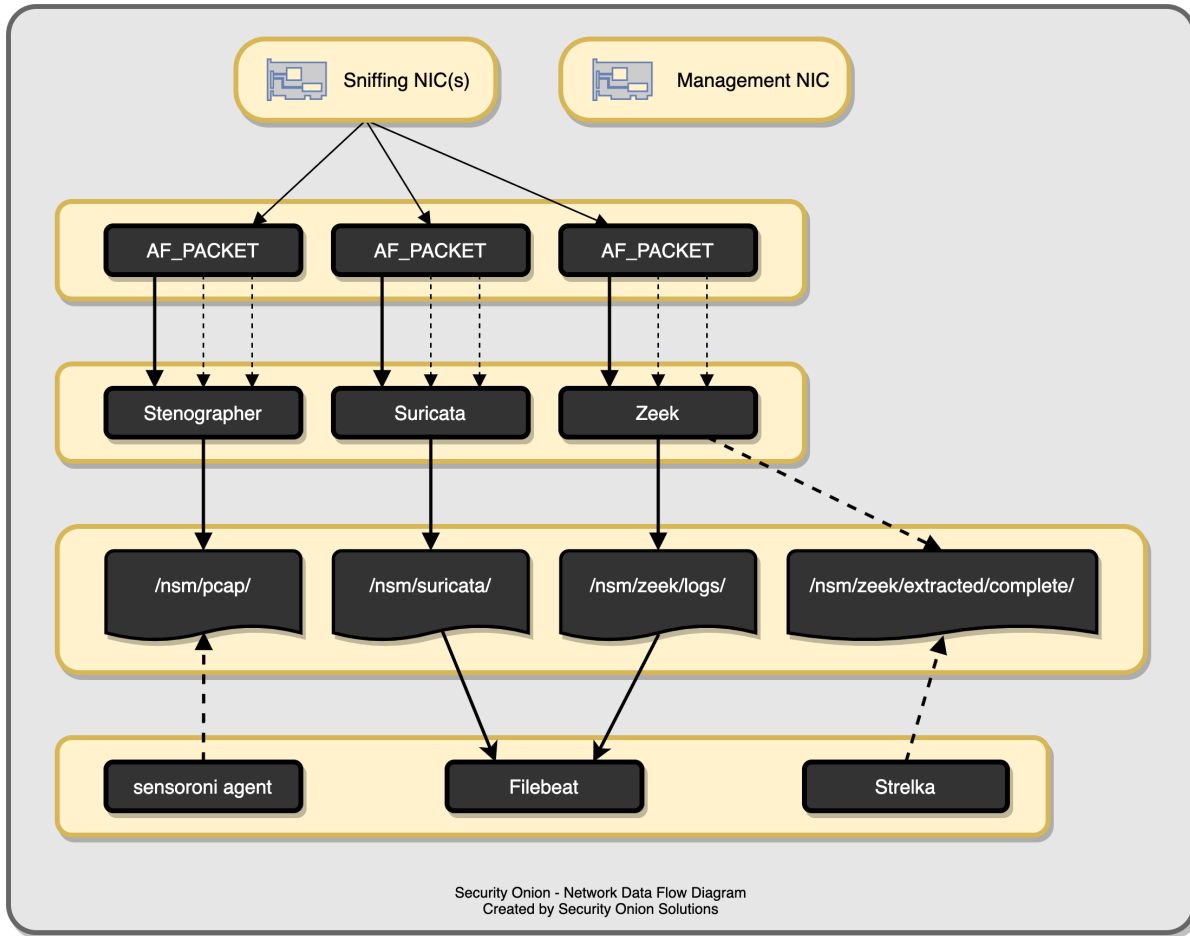 Sniffing NIC(s)
Management NIC
AF_PACKET
AF_PACKET
AF_PACKET
Stenographer
Suricata
Zeek
/nsm/pcap/
/nsm/suricata/
/nsm/zeek/logs/
/nsm/zeek/extracted/complete/
sensoroni agent
Filebeat
Strelka
Security Onion - Network Data Flow Diagram
Created by Security Onion Solutions